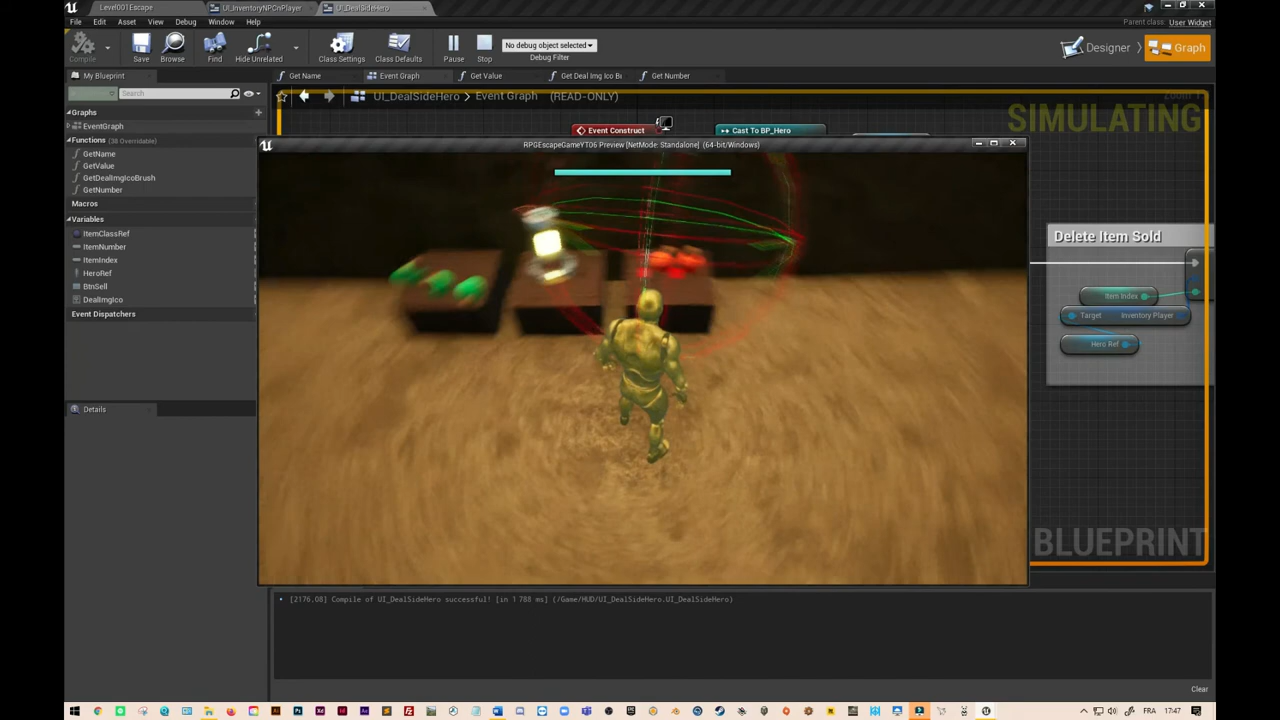 Level001Escape
UI_InventoryNPCnPlayer
UI_DealSideHero
File Edit Asset View Debug Window Help
Parent class: User Widget
Compile
Save
Browse
Find
Hide Unrelated
Class Settings
Class Defaults
Pause
Stop
No debug object selected
Debug Filter
Designer
Graph
My Blueprint
Get Name
Event Graph
Get Value
Get Deal Img Ico Br
Get Number
Search
UI_DealSideHero > Event Graph (READ-ONLY)
SIMULATING
Graphs
EventGraph
Functions (38 Overridable)
GetName
GetValue
GetDealImgIcoBrush
GetNumber
Macros
Variables
ItemClassRef
ItemNumber
ItemIndex
HeroRef
BtnSell
DealImgIco
Event Dispatchers
Details
Event Construct
Cast To BP_Hero
RPGEscapeGameYT06 Preview [NetMode: Standalone] (64-bit/Windows)
Delete Item Sold
Item Index
Target Inventory Player
Hero Ref
BLUEPRINT
[2176.08] Compile of UI_DealSideHero successful! [in 1 788 ms] (/Game/HUD/UI_DealSideHero.UI_DealSideHero)
Clear
FRA
17:47